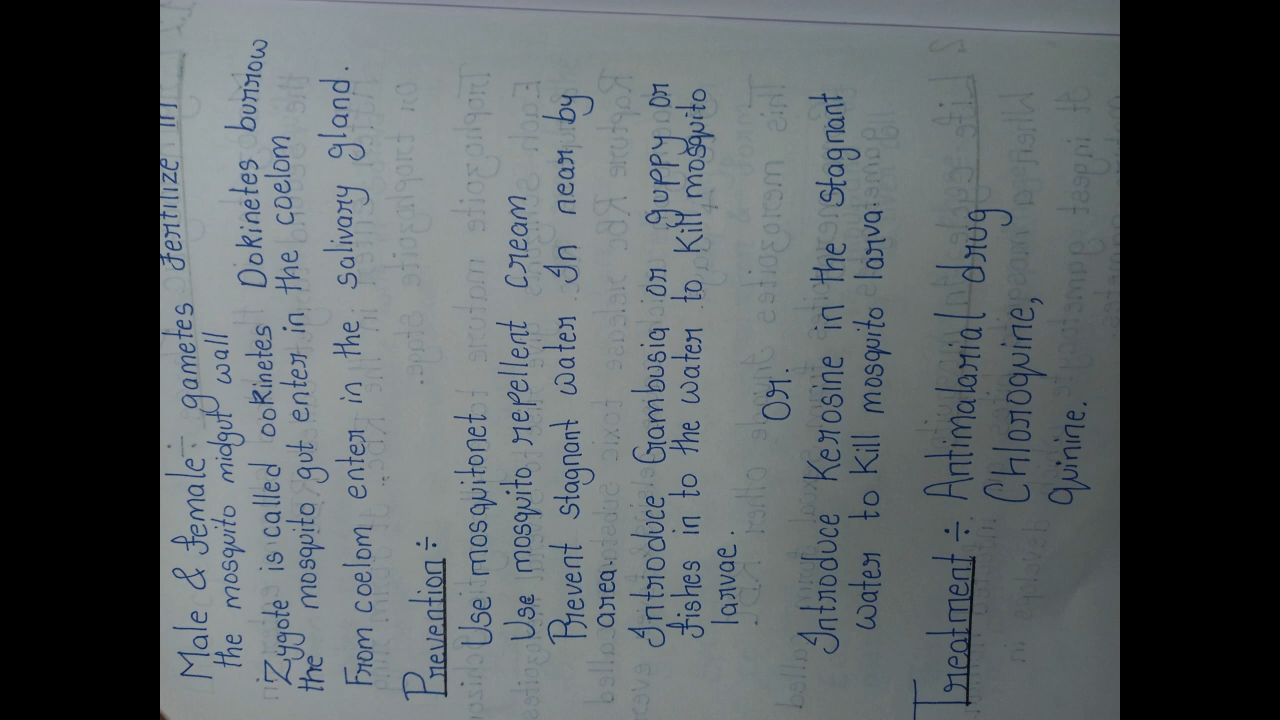 Male & female gametes fertilize in
the mosquito midgut wall
Zygote is called ookinetes Ookinetes burrow
the mosquito gut enter in the coelom
From coelom enter in the salivary gland.
Prevention ÷
Use mosquitonet
Use mosquito repellent cream
Prevent stagnant water. In near by
area.
Introduce Gambusia or guppy or
fishes in to the water to kill mosquito
larvae.
Or.
Introduce Kerosine in the stagnant
water to kill mosquito larva.
Treatment ÷ Antimalarial drug
Chloroquine,
quinine.